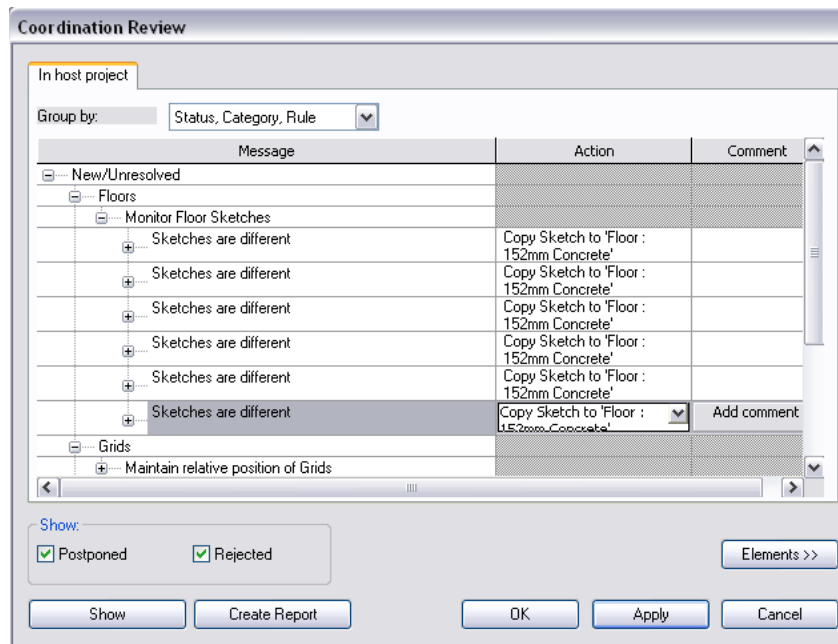 Coordination Review
In host project
Group by: Status, Category, Rule
Message Action Comment
New/Unresolved
Floors
Monitor Floor Sketches
Sketches are different Copy Sketch to 'Floor :
152mm Concrete'
Sketches are different Copy Sketch to 'Floor :
152mm Concrete'
Sketches are different Copy Sketch to 'Floor :
152mm Concrete'
Sketches are different Copy Sketch to 'Floor :
152mm Concrete'
Sketches are different Copy Sketch to 'Floor :
152mm Concrete'
Sketches are different Copy Sketch to 'Floor : Add comment
152mm Concrete'
Grids
Maintain relative position of Grids
Show:
Postponed Rejected Elements >>
Show Create Report OK Apply Cancel